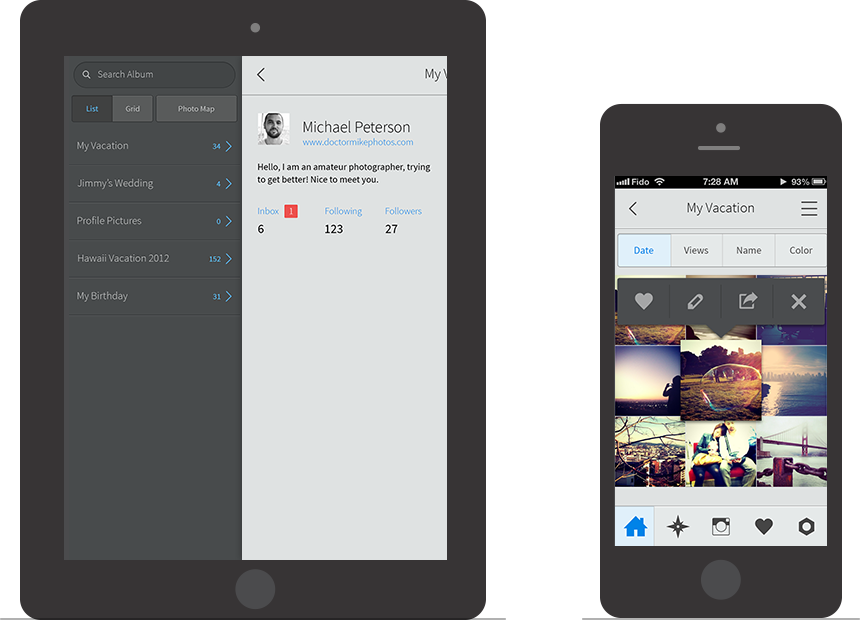 Search Album
List Grid Photo Map
My Vacation 34
Jimmy's Wedding 4
Profile Pictures 0
Hawaii Vacation 2012 152
My Birthday 31
My V
Michael Peterson
www.doctormikephotos.com
Hello, I am an amateur photographer, trying
to get better! Nice to meet you.
Inbox 1 Following Followers
6 123 27
Fido 7:28 AM 93%
My Vacation
Date Views Name Color